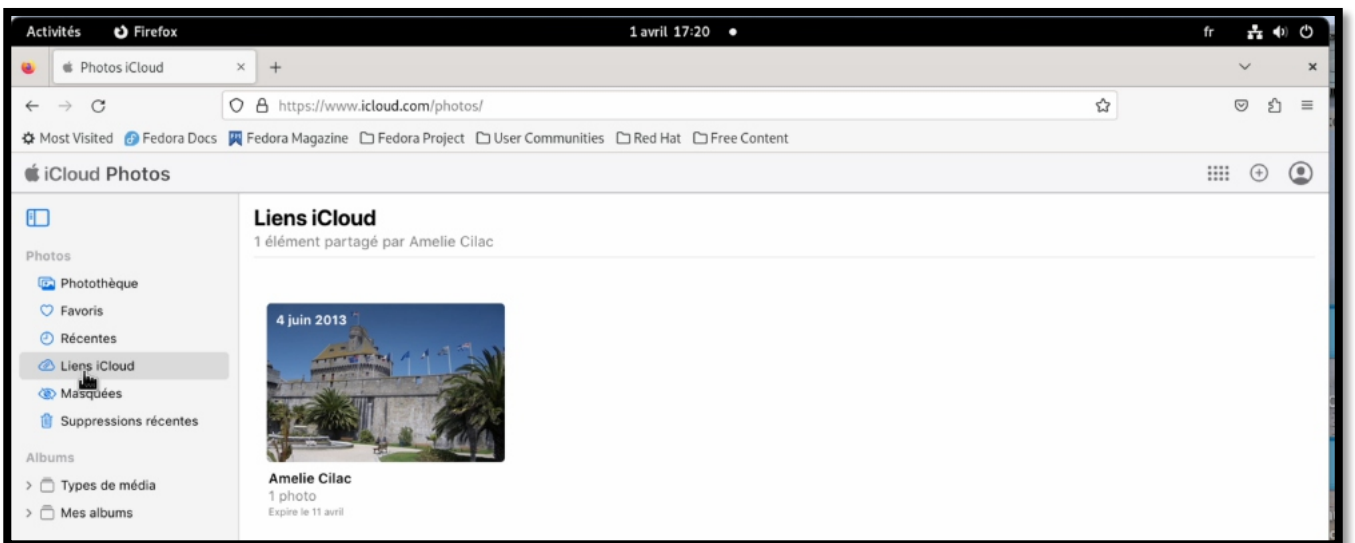 Activités Firefox 1 avril 17:20 fr
Photos iCloud
https://www.icloud.com/photos/
Most Visited Fedora Docs Fedora Magazine Fedora Project User Communities Red Hat Free Content
iCloud Photos
Liens iCloud
1 élément partagé par Amelie Cilac
Photos
Photothèque
Favoris
Récentes
Liens iCloud
Masquées
Suppressions récentes
Albums
Types de média
Mes albums
4 juin 2013
Amelie Cilac
1 photo
Expire le 11 avril